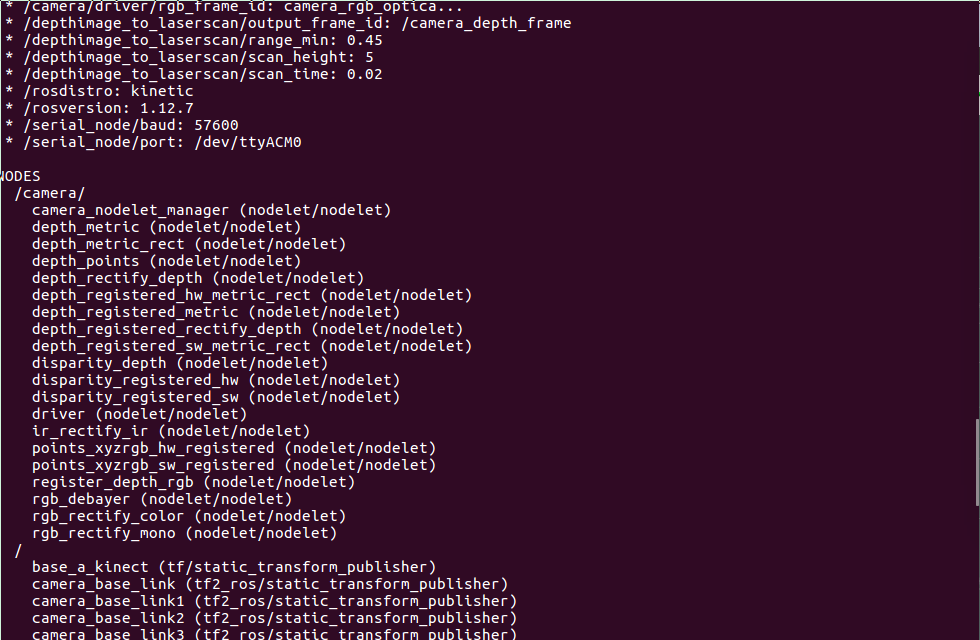 * /camera/driver/rgb_frame_id: camera_rgb_optica...
* /depthimage_to_laserscan/output_frame_id: /camera_depth_frame
* /depthimage_to_laserscan/range_min: 0.45
* /depthimage_to_laserscan/scan_height: 5
* /depthimage_to_laserscan/scan_time: 0.02
* /rosdistro: kinetic
* /rosversion: 1.12.7
* /serial_node/baud: 57600
* /serial_node/port: /dev/ttyACM0
NODES
/camera/
camera_nodelet_manager (nodelet/nodelet)
depth_metric (nodelet/nodelet)
depth_metric_rect (nodelet/nodelet)
depth_points (nodelet/nodelet)
depth_rectify_depth (nodelet/nodelet)
depth_registered_hw_metric_rect (nodelet/nodelet)
depth_registered_metric (nodelet/nodelet)
depth_registered_rectify_depth (nodelet/nodelet)
depth_registered_sw_metric_rect (nodelet/nodelet)
disparity_depth (nodelet/nodelet)
disparity_registered_hw (nodelet/nodelet)
disparity_registered_sw (nodelet/nodelet)
driver (nodelet/nodelet)
ir_rectify_ir (nodelet/nodelet)
points_xyzrgb_hw_registered (nodelet/nodelet)
points_xyzrgb_sw_registered (nodelet/nodelet)
register_depth_rgb (nodelet/nodelet)
rgb_debayer (nodelet/nodelet)
rgb_rectify_color (nodelet/nodelet)
rgb_rectify_mono (nodelet/nodelet)
/
base_a_kinect (tf/static_transform_publisher)
camera_base_link (tf2_ros/static_transform_publisher)
camera_base_link1 (tf2_ros/static_transform_publisher)
camera_base_link2 (tf2_ros/static_transform_publisher)
camera_base_link3 (tf2_ros/static_transform_publisher)